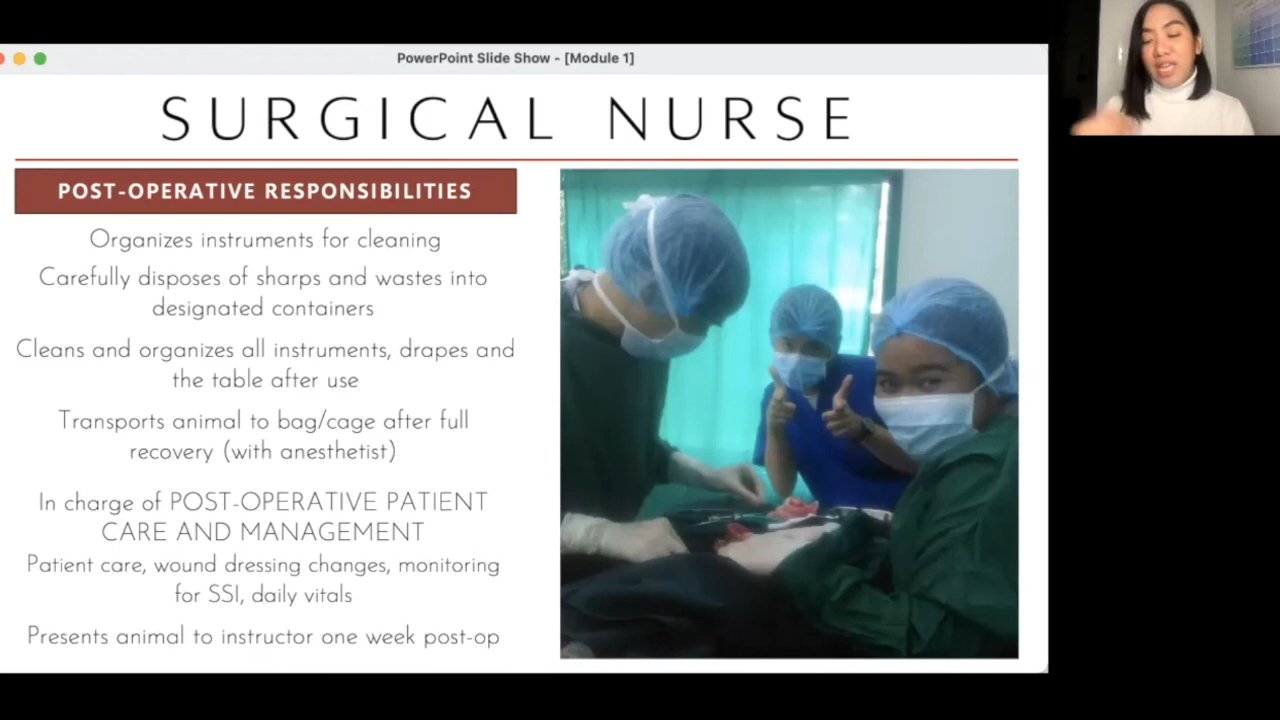 PowerPoint Slide Show - [Module 1]
SURGICAL NURSE
POST-OPERATIVE RESPONSIBILITIES
Organizes instruments for cleaning
Carefully disposes of sharps and wastes into
designated containers
Cleans and organizes all instruments, drapes and
the table after use
Transports animal to bag/cage after full
recovery (with anesthetist)
In charge of POST-OPERATIVE PATIENT
CARE AND MANAGEMENT
Patient care, wound dressing changes, monitoring
for SSI, daily vitals
Presents animal to instructor one week post-op